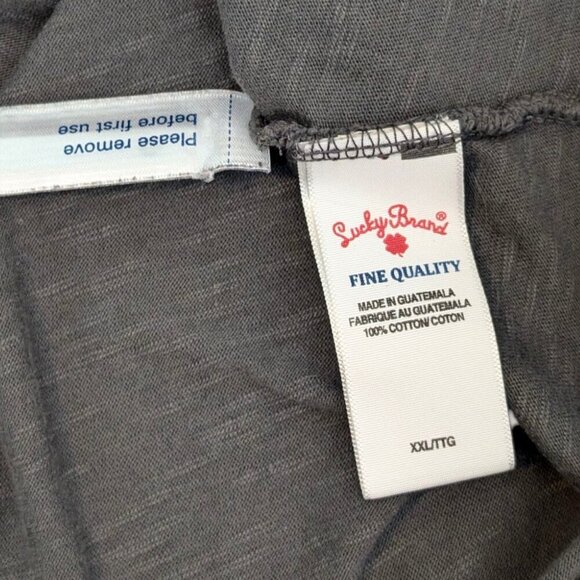 Please remove
before first use
Lucky Brand®
FINE QUALITY
MADE IN GUATEMALA
FABRIQUE AU GUATEMALA
100% COTTON/COTON
XXL/TTG